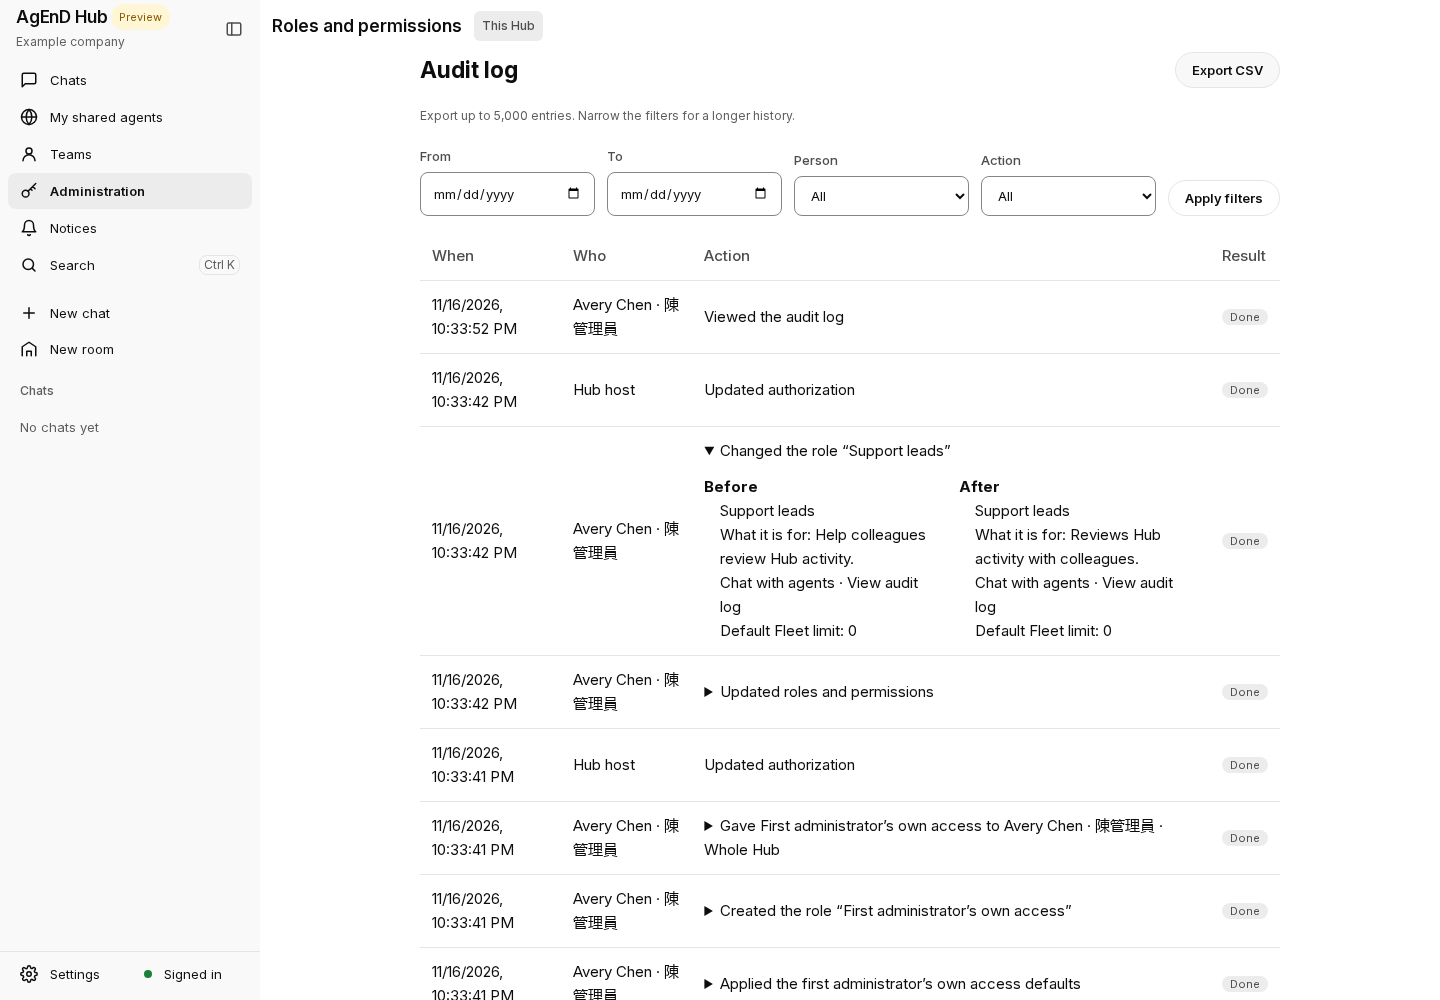 AgEnD Hub Preview
Example company
Chats
My shared agents
Teams
Administration
Notices
Search Ctrl K
New chat
New room
Chats
No chats yet
Settings
Signed in
Roles and permissions This Hub
Audit log
Export CSV
Export up to 5,000 entries. Narrow the filters for a longer history.
From To Person Action
mm/dd/yyyy mm/dd/yyyy All All Apply filters
When Who Action Result
11/16/2026,
10:33:52 PM
Avery Chen · 陳
管理員
Viewed the audit log
Done
11/16/2026,
10:33:42 PM
Hub host
Updated authorization
Done
11/16/2026,
10:33:42 PM
Avery Chen · 陳
管理員
▼ Changed the role “Support leads”
Before
Support leads
What it is for: Help colleagues
review Hub activity.
Chat with agents · View audit
log
Default Fleet limit: 0
After
Support leads
What it is for: Reviews Hub
activity with colleagues.
Chat with agents · View audit
log
Default Fleet limit: 0
Done
11/16/2026,
10:33:42 PM
Avery Chen · 陳
管理員
▶ Updated roles and permissions
Done
11/16/2026,
10:33:41 PM
Hub host
Updated authorization
Done
11/16/2026,
10:33:41 PM
Avery Chen · 陳
管理員
▶ Gave First administrator’s own access to Avery Chen · 陳管理員 ·
Whole Hub
Done
11/16/2026,
10:33:41 PM
Avery Chen · 陳
管理員
▶ Created the role “First administrator’s own access”
Done
11/16/2026,
10:33:41 PM
Avery Chen · 陳
管理員
▶ Applied the first administrator’s own access defaults
Done